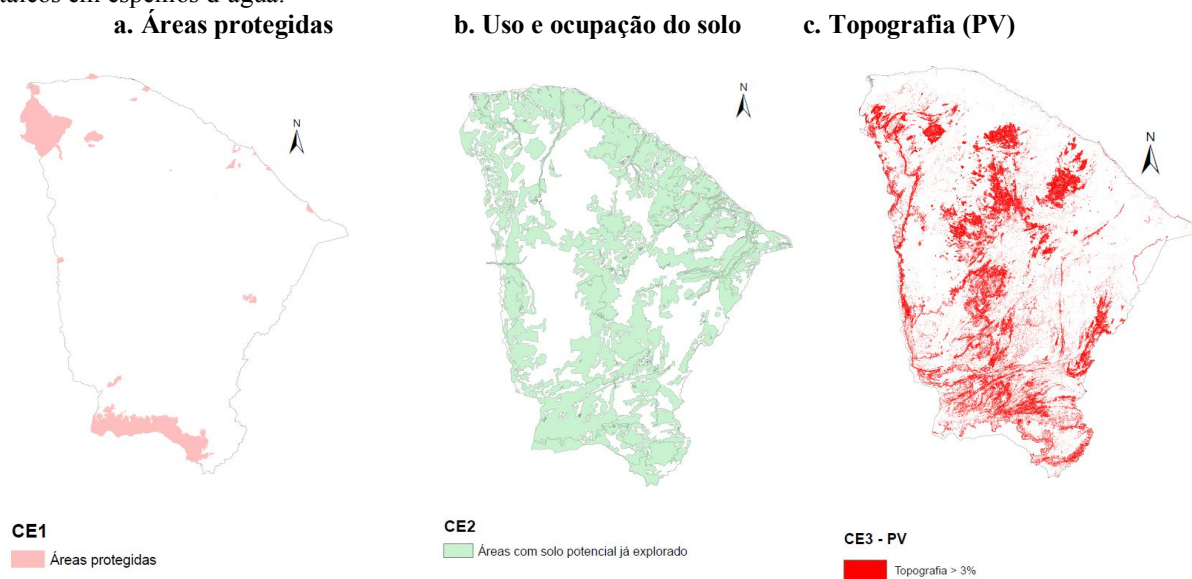 d'água.
a. Áreas protegidas b. Uso e ocupação do solo c. Topografia (PV)
N
N
N
CE1
Áreas protegidas
CE2
Áreas com solo potencial já explorado
CE3 - PV
Topografia > 3%